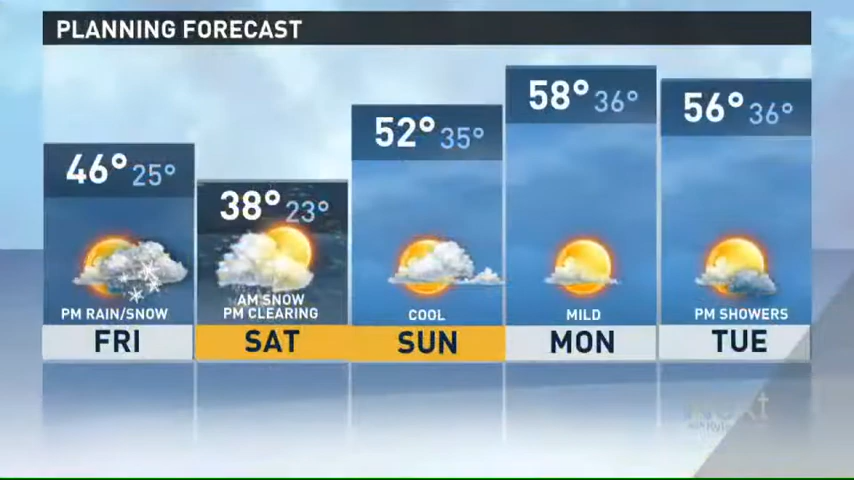 PLANNING FORECAST
46° 25°
PM RAIN/SNOW
FRI
38° 23°
AM SNOW
PM CLEARING
SAT
52° 35°
COOL
SUN
58° 36°
MILD
MON
56° 36°
PM SHOWERS
TUE